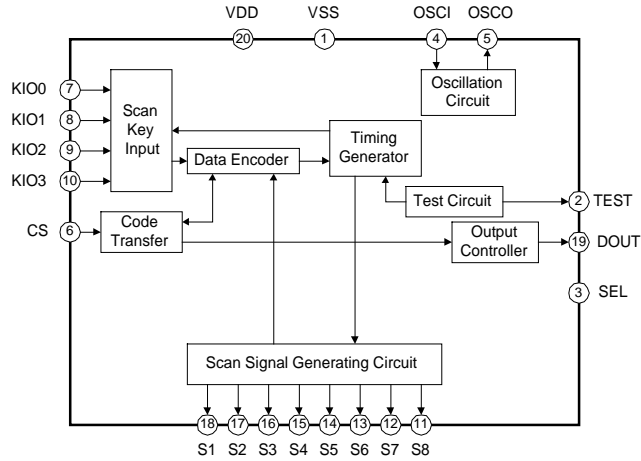 VDD VSS OSCI OSCO
20 1 4 5
KIO0 7
KIO1 8
KIO2 9
KIO3 10
Scan
Key
Input
Oscillation
Circuit
Timing
Generator
Data Encoder
Test Circuit
2 TEST
CS 6
Code
Transfer
Output
Controller
19 DOUT
3 SEL
Scan Signal Generating Circuit
18 17 16 15 14 13 12 11
S1 S2 S3 S4 S5 S6 S7 S8